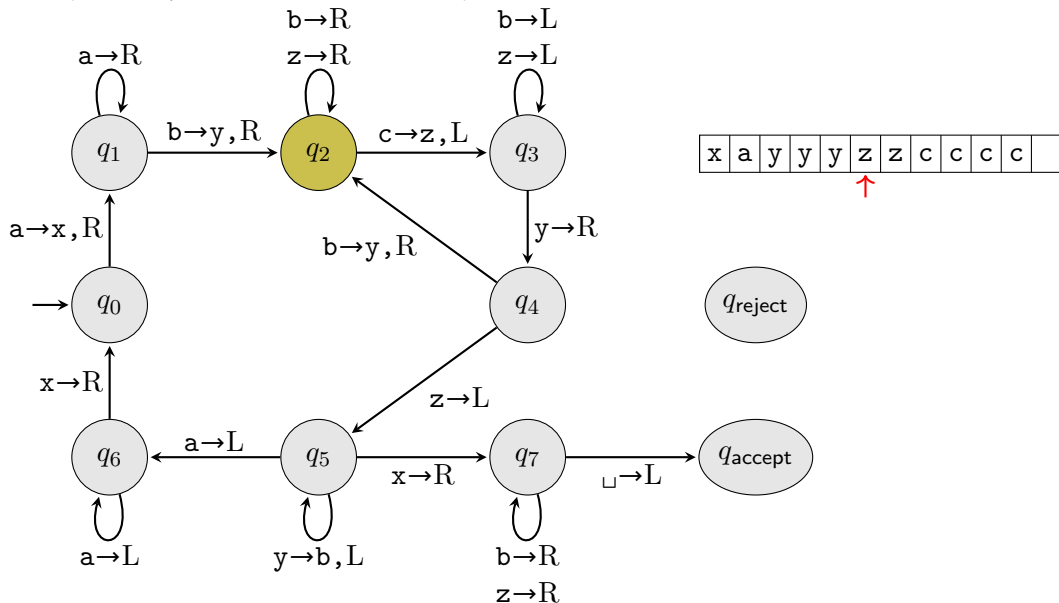 b→R b→L
a→R z→R z→L
b→y,R c→z,L
q1 q2 q3 x a y y y z z c c c c
↑
a→x,R b→y,R y→R
q0 q4 qreject
x→R z→L
a→L
q6 q5 q7 qaccept
x→R ␣→L
a→L y→b,L b→R
z→R